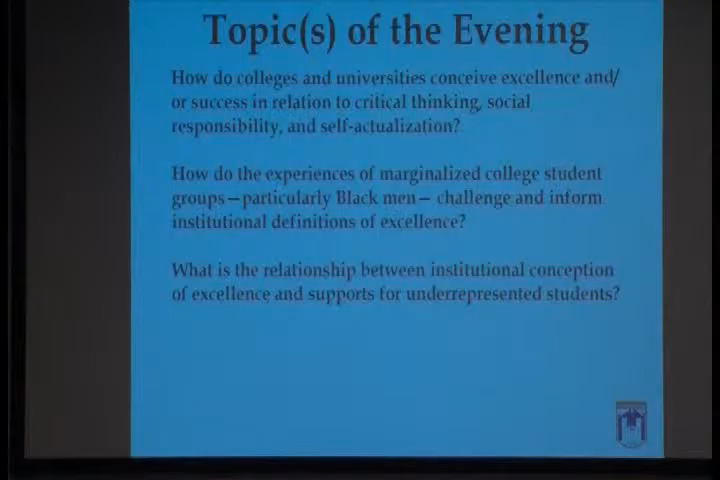 Topic(s) of the Evening
How do colleges and universities conceive excellence and/
or success in relation to critical thinking, social
responsibility, and self-actualization?
How do the experiences of marginalized college student
groups—particularly Black men— challenge and inform
institutional definitions of excellence?
What is the relationship between institutional conception
of excellence and supports for underrepresented students?